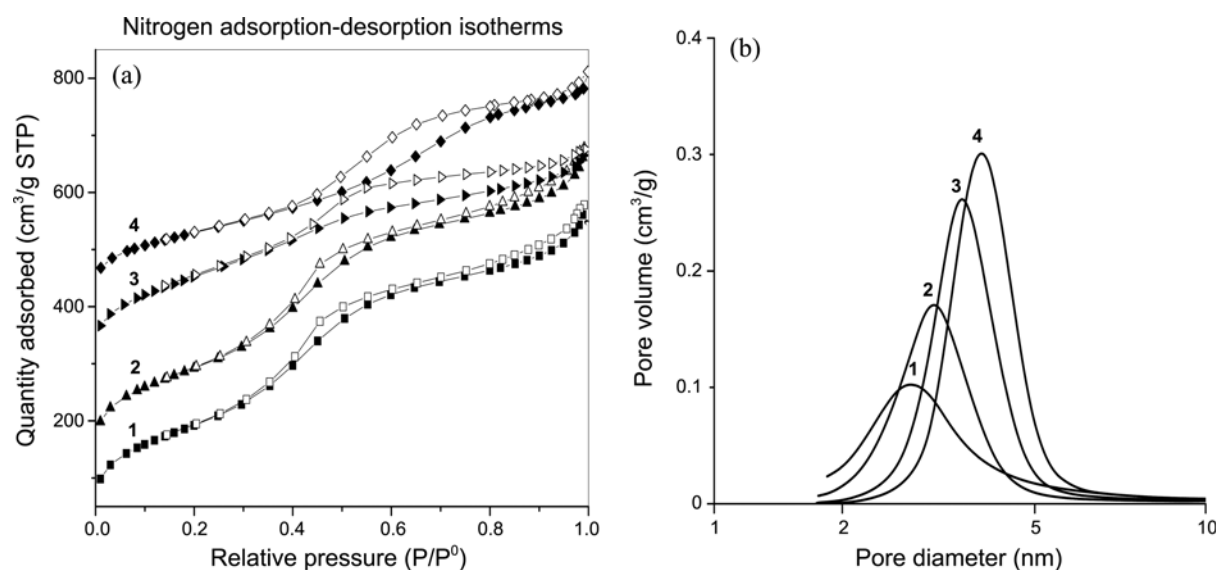 Nitrogen adsorption-desorption isotherms
(a)
800
600
400
200
Quantity adsorbed (cm³/g STP)
4
3
2
1
0.0 0.2 0.4 0.6 0.8 1.0
Relative pressure (P/P⁰)
(b)
0.4
0.3
0.2
0.1
0
Pore volume (cm³/g)
4
3
2
1
1 2 5 10
Pore diameter (nm)